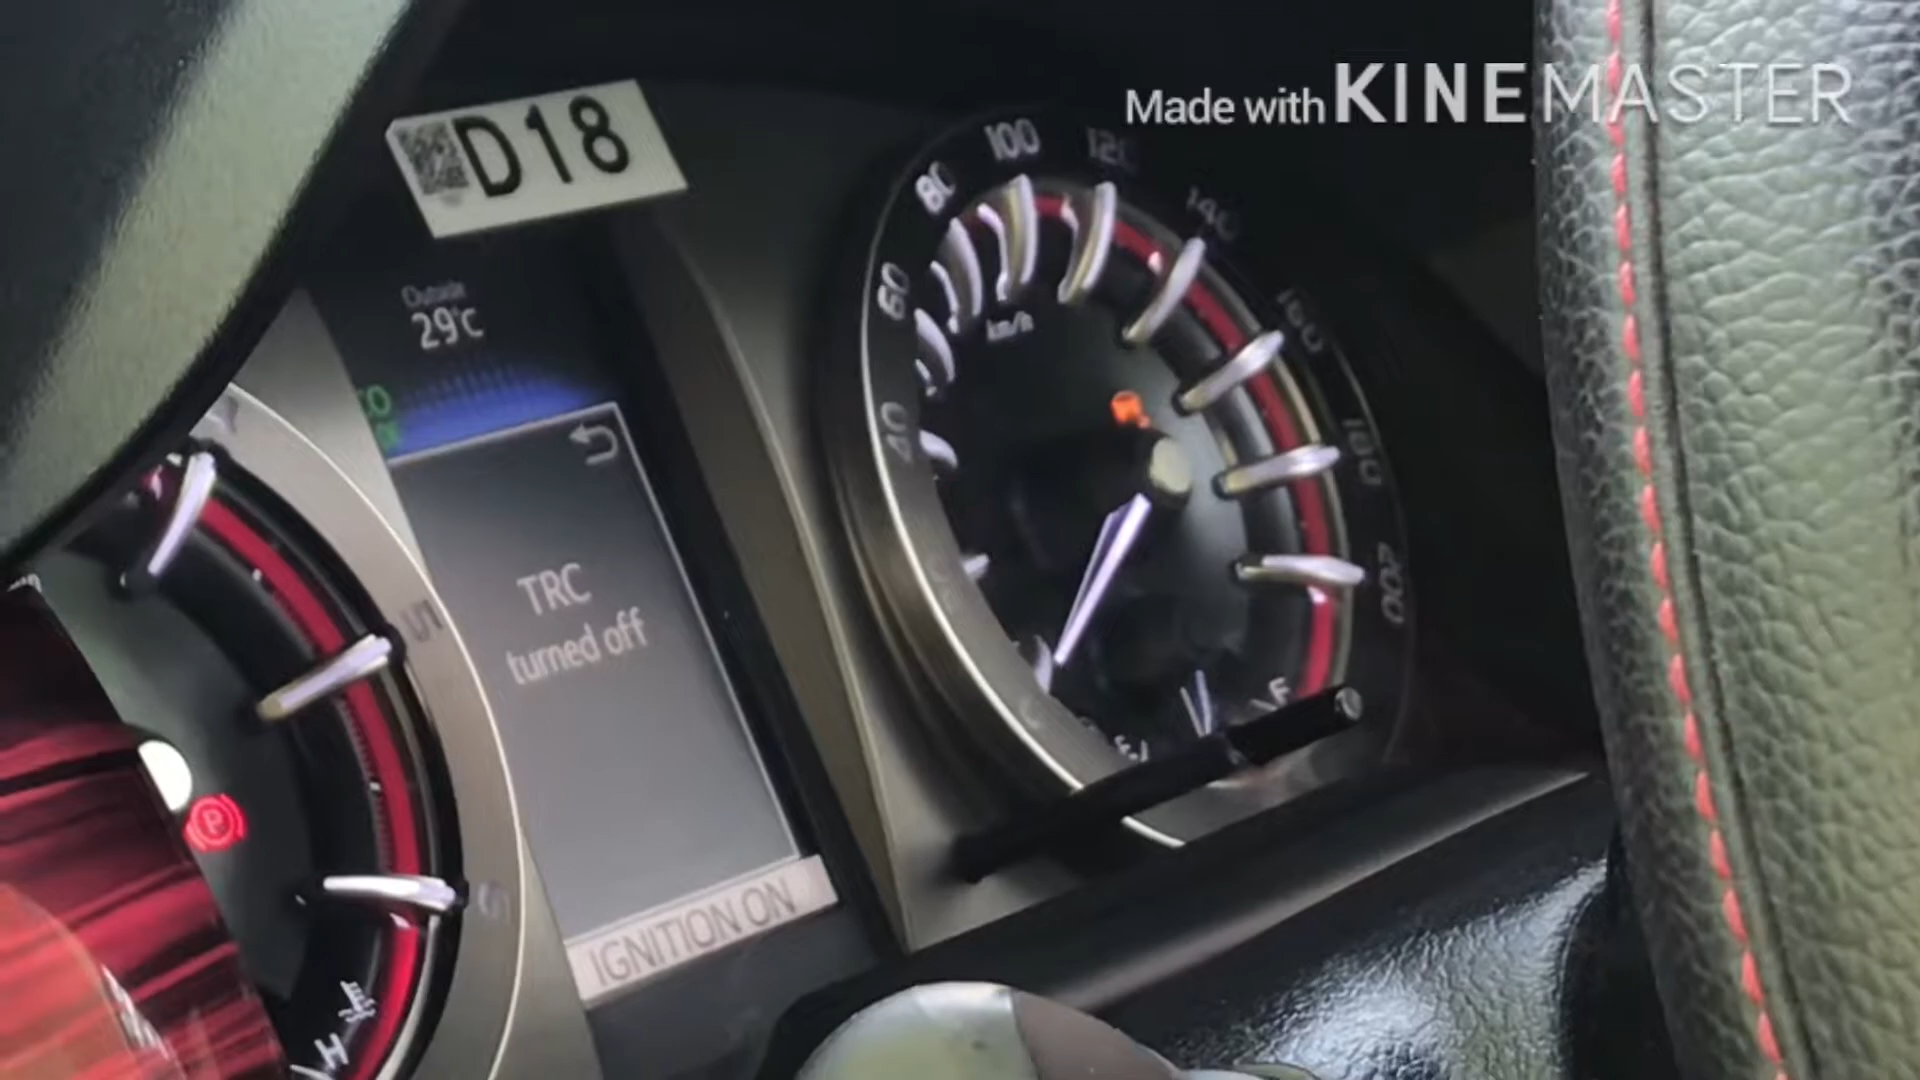 Made with KINEMASTER
D18
Outside
29°C
TRC
turned off
IGNITION ON
40
60
80
100
120
140
160
180
200
km/h
E
F
P
5
H